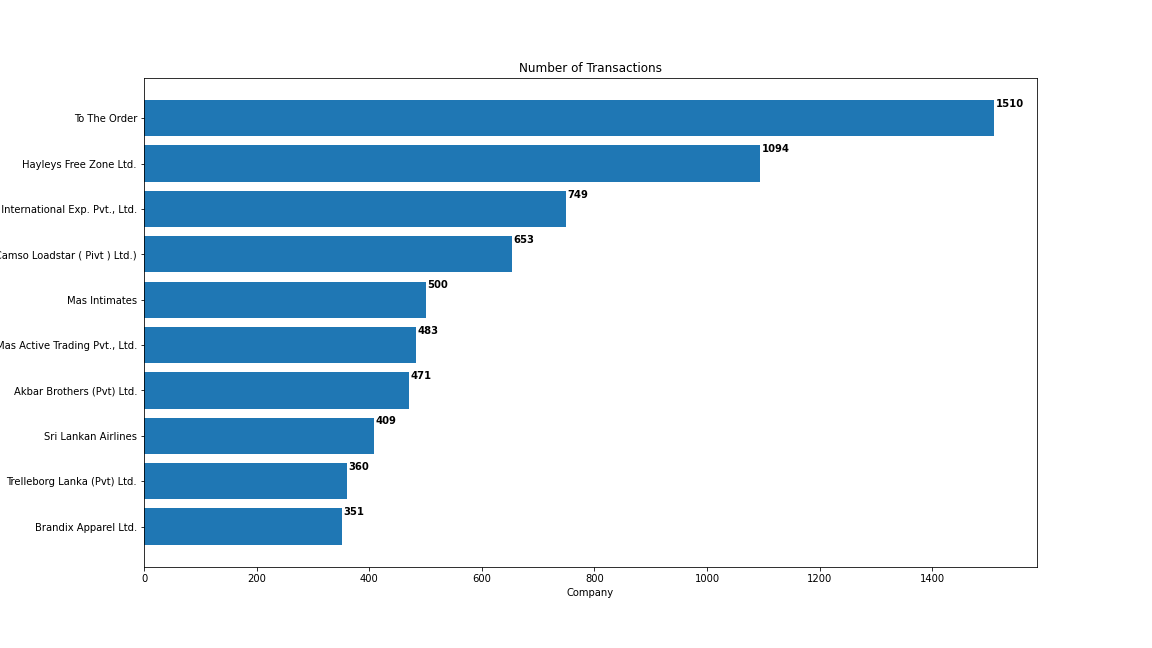 Number of Transactions
To The Order
1510
Hayleys Free Zone Ltd.
1094
International Exp. Pvt., Ltd.
749
Camso Loadstar ( Pivt ) Ltd.)
653
Mas Intimates
500
Mas Active Trading Pvt., Ltd.
483
Akbar Brothers (Pvt) Ltd.
471
Sri Lankan Airlines
409
Trelleborg Lanka (Pvt) Ltd.
360
Brandix Apparel Ltd.
351
0 200 400 600 800 1000 1200 1400
Company